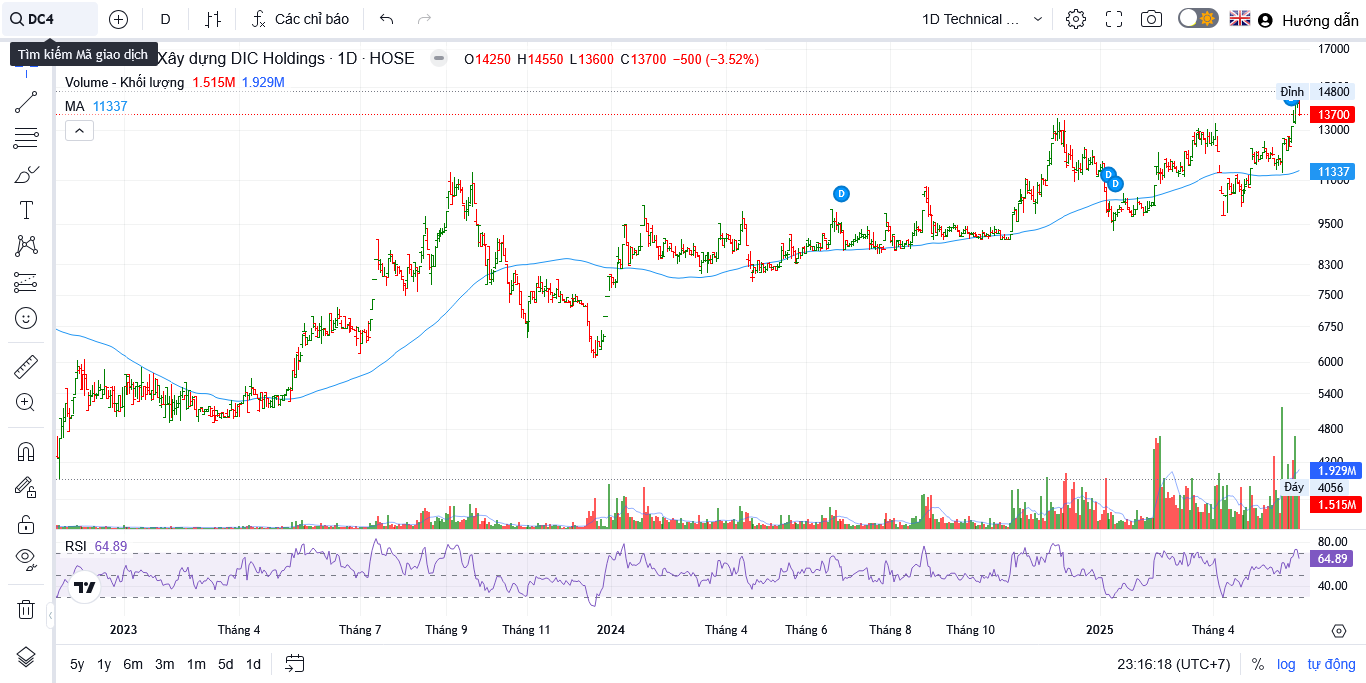 DC4 D Các chỉ báo 1D Technical ... Hướng dẫn
Tìm kiếm Mã giao dịch
Xây dựng DIC Holdings · 1D · HOSE O14250 H14550 L13600 C13700 −500 (−3.52%)
Volume - Khối lượng 1.515M 1.929M
MA 11337
17000
Đỉnh 14800
13700
13000
11337
D
D
D
9500
8300
7500
6750
6000
5400
4800
1.929M
Đáy 4056
1.515M
RSI 64.89
80.00
64.89
40.00
2023 Tháng 4 Tháng 7 Tháng 9 Tháng 11 2024 Tháng 4 Tháng 6 Tháng 8 Tháng 10 2025 Tháng 4
5y 1y 6m 3m 1m 5d 1d 23:16:18 (UTC+7) % log tự động